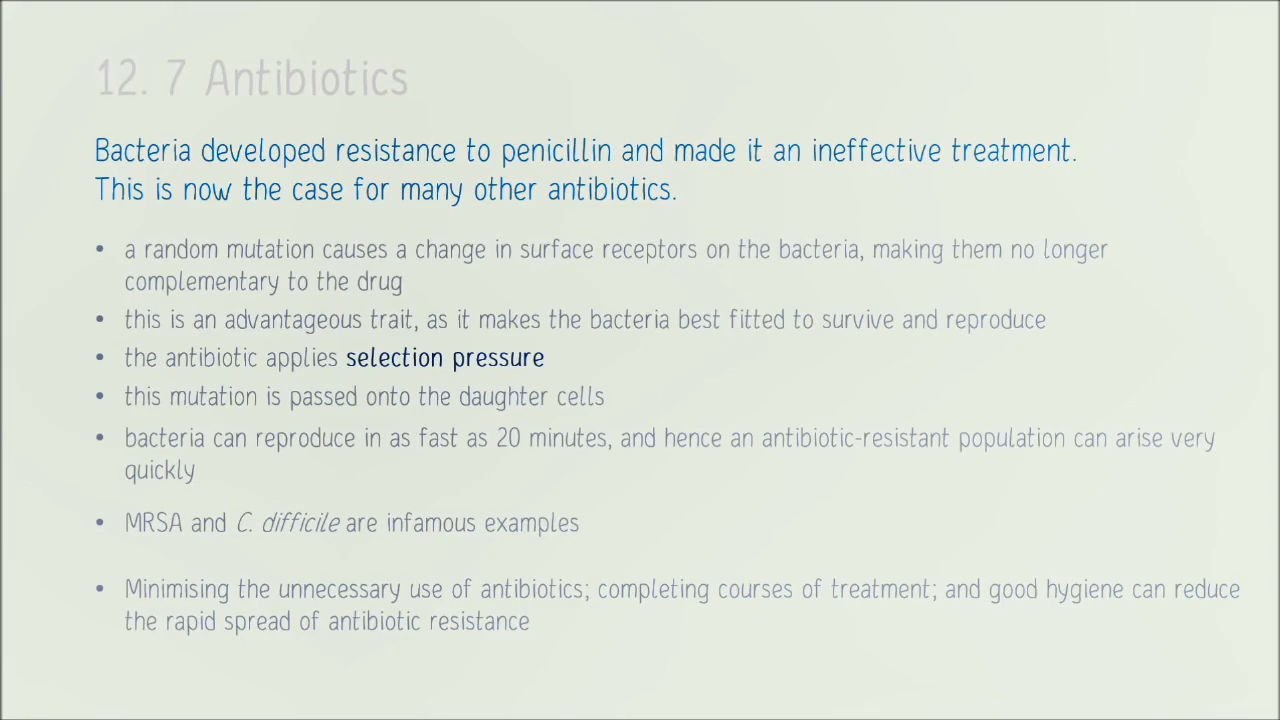 12. 7 Antibiotics
Bacteria developed resistance to penicillin and made it an ineffective treatment.
This is now the case for many other antibiotics.
• a random mutation causes a change in surface receptors on the bacteria, making them no longer
complementary to the drug
• this is an advantageous trait, as it makes the bacteria best fitted to survive and reproduce
• the antibiotic applies selection pressure
• this mutation is passed onto the daughter cells
• bacteria can reproduce in as fast as 20 minutes, and hence an antibiotic-resistant population can arise very
quickly
• MRSA and C. difficile are infamous examples
• Minimising the unnecessary use of antibiotics; completing courses of treatment; and good hygiene can reduce
the rapid spread of antibiotic resistance